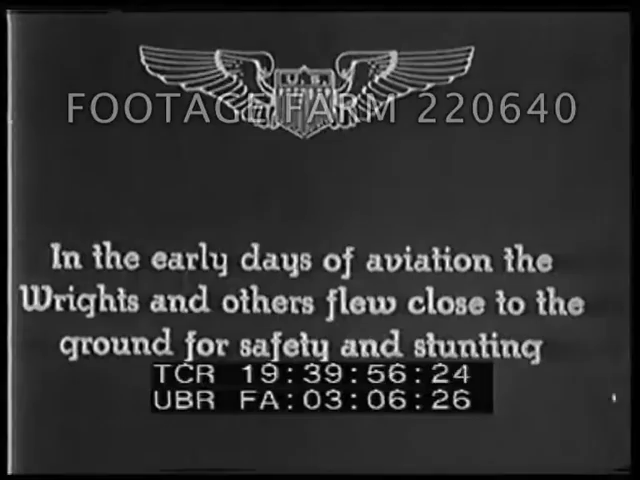 U.S.
FOOTAGE FARM 220640
In the early days of aviation the
Wrights and others flew close to the
ground for safety and stunting
TCR 19:39:56:24
UBR FA:03:06:26